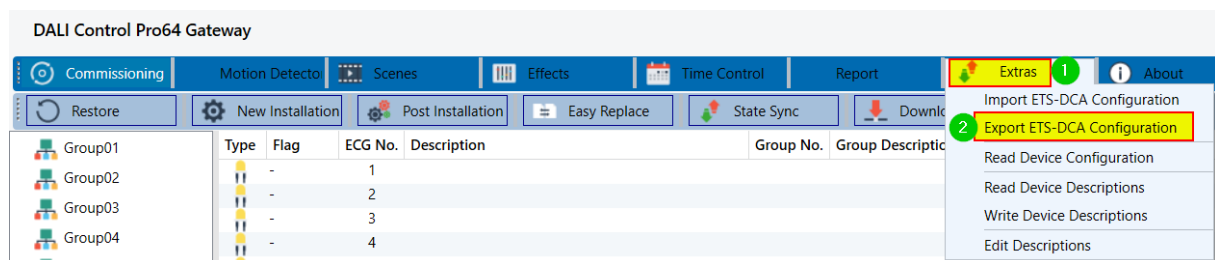 DALI Control Pro64 Gateway
Commissioning Motion Detecto Scenes Effects Time Control Report Extras 1 i About
Restore New Installation Post Installation Easy Replace State Sync Downlo
Import ETS-DCA Configuration
2 Export ETS-DCA Configuration
Read Device Configuration
Read Device Descriptions
Write Device Descriptions
Edit Descriptions
Group01
Group02
Group03
Group04
Type Flag ECG No. Description Group No. Group Descriptic
- 1
- 2
- 3
- 4